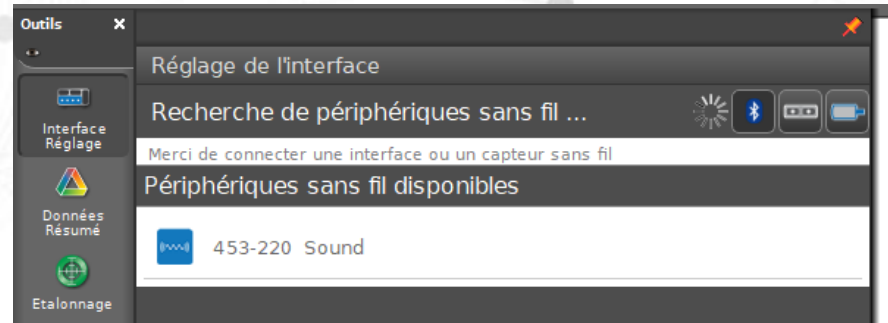 Outils
Réglage de l'interface
Recherche de périphériques sans fil ...
Interface
Réglage
Merci de connecter une interface ou un capteur sans fil
Périphériques sans fil disponibles
Données
Résumé
453-220 Sound
Etalonnage